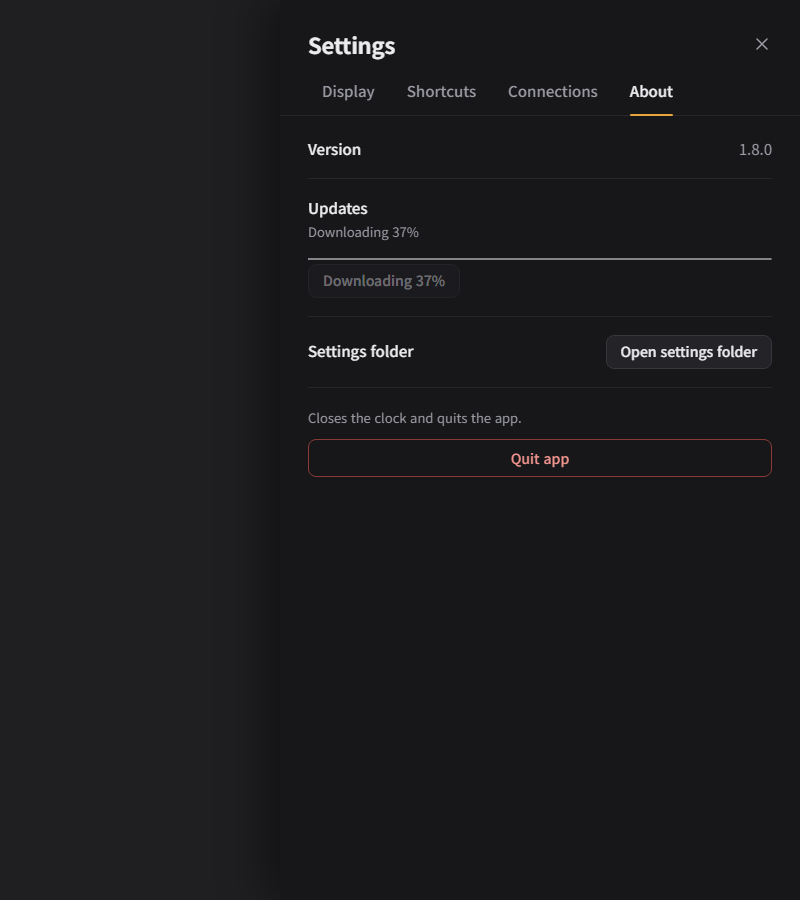 Settings
Display Shortcuts Connections About
Version 1.8.0
Updates
Downloading 37%
Downloading 37%
Settings folder Open settings folder
Closes the clock and quits the app.
Quit app